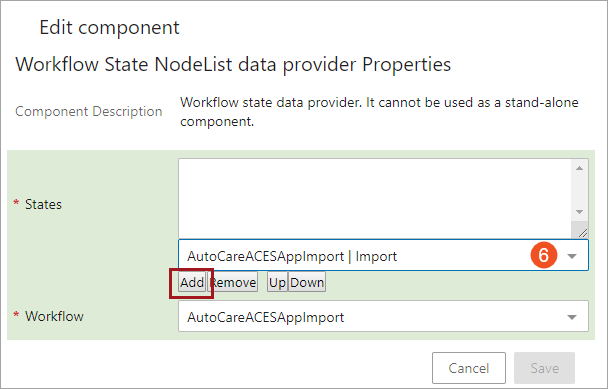 Edit component
Workflow State NodeList data provider Properties
Component Description
Workflow state data provider. It cannot be used as a stand-alone
component.
* States
AutoCareACESAppImport | Import
6
Add Remove Up Down
* Workflow
AutoCareACESAppImport
Cancel
Save